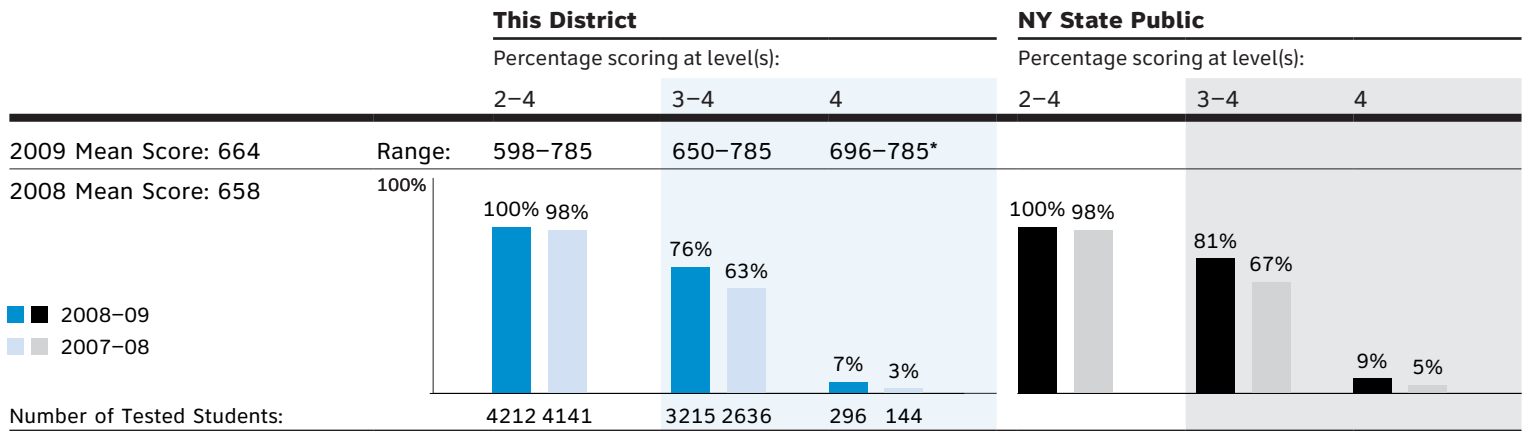 This District NY State Public
Percentage scoring at level(s): Percentage scoring at level(s):
2–4 3–4 4 2–4 3–4 4
2009 Mean Score: 664 Range: 598–785 650–785 696–785*
2008 Mean Score: 658 100%
100% 98% 76% 63% 7% 3% 100% 98% 81% 67% 9% 5%
2008–09
2007–08
Number of Tested Students: 4212 4141 3215 2636 296 144